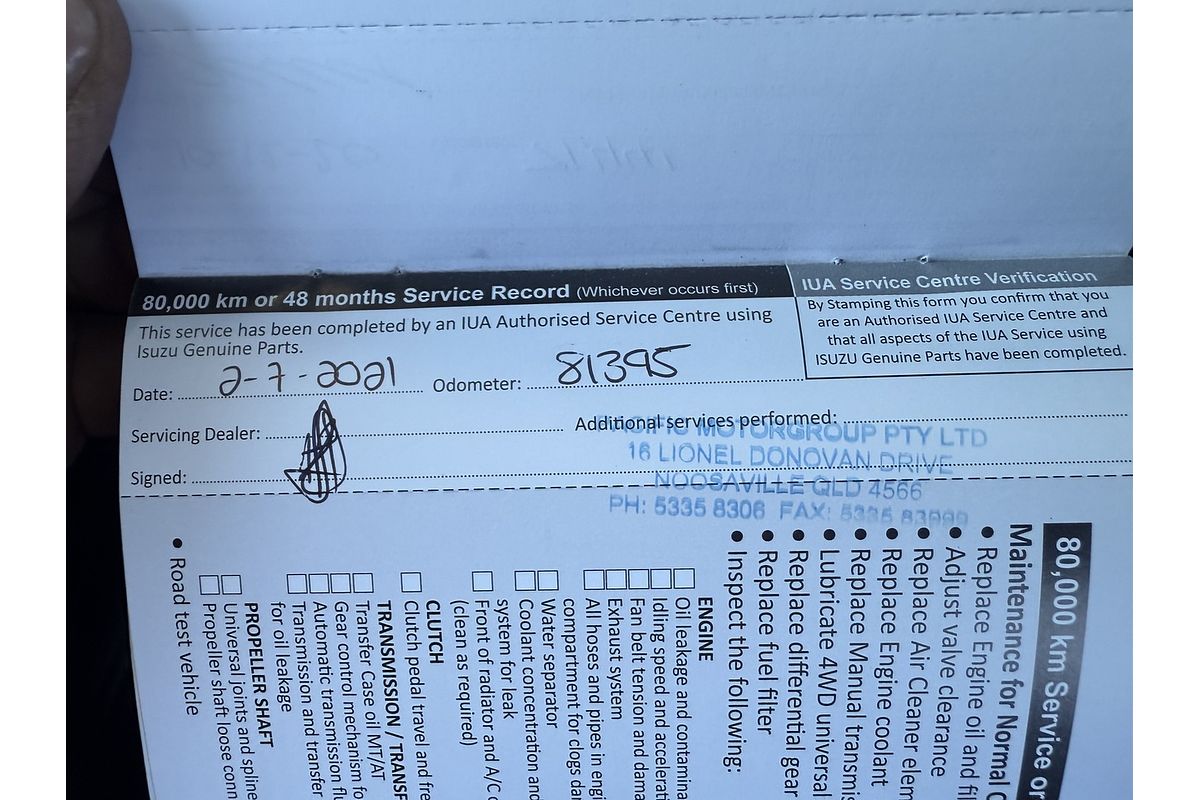 80,000 km or 48 months Service Record (Whichever occurs first)
This service has been completed by an IUA Authorised Service Centre using
Isuzu Genuine Parts.
Date: 2-7-2021 Odometer: 81395
Servicing Dealer:
Additional services performed:
Signed:
IUA Service Centre Verification
By Stamping this form you confirm that you
are an Authorised IUA Service Centre and
that all aspects of the IUA Service using
ISUZU Genuine Parts have been completed.
PACIFIC MOTORGROUP PTY LTD
16 LIONEL DONOVAN DRIVE
NOOSAVILLE QLD 4566
PH: 5335 8306 FAX:
80,000 km Service or
Maintenance for Normal
• Replace Engine oil and
• Adjust valve clearance
• Replace Air Cleaner
• Replace Engine coolant
• Replace Manual
• Lubricate 4WD universal
• Replace differential gear
• Replace fuel filter
• Inspect the following:
ENGINE
Oil leakage and
Idling speed and
Fan belt tension and
Exhaust system
All hoses and pipes in
compartment for clogs
Water separator
Coolant concentration and
system for leak
Front of radiator and A/C
(clean as required)
CLUTCH
Clutch pedal travel and
TRANSMISSION /
Transfer Case oil MT/AT
Gear control mechanism
Automatic transmission
Transmission and transfer
for oil leakage
PROPELLER SHAFT
Universal joints and
Propeller shaft loose
• Road test vehicle